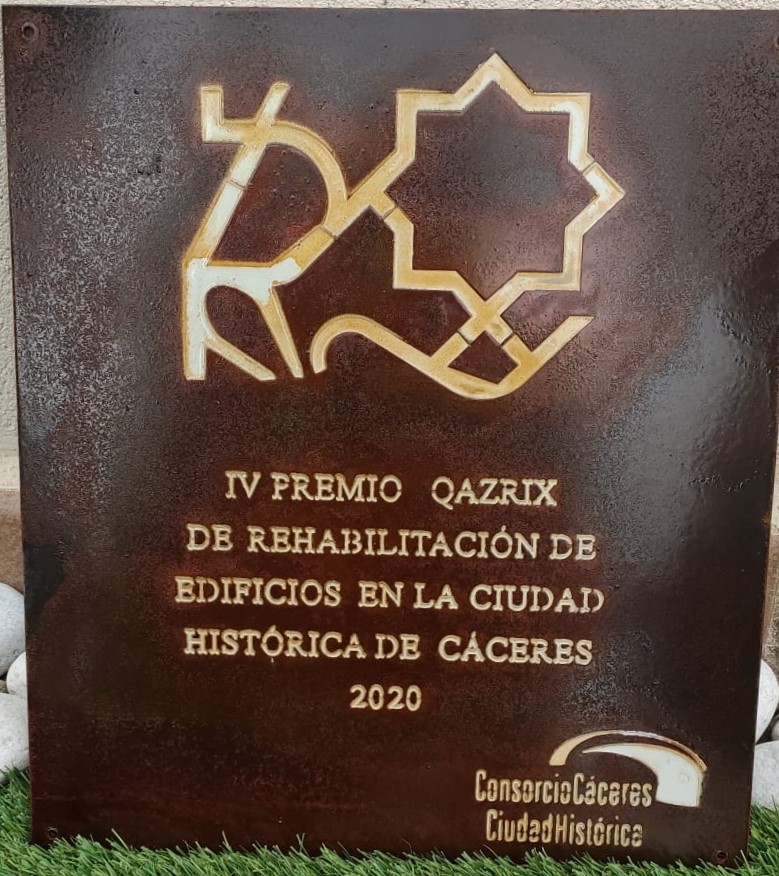 IV PREMIO QAZRIX
DE REHABILITACIÓN DE
EDIFICIOS EN LA CIUDAD
HISTÓRICA DE CÁCERES
2020
ConsorcioCáceres
CiudadHistórica